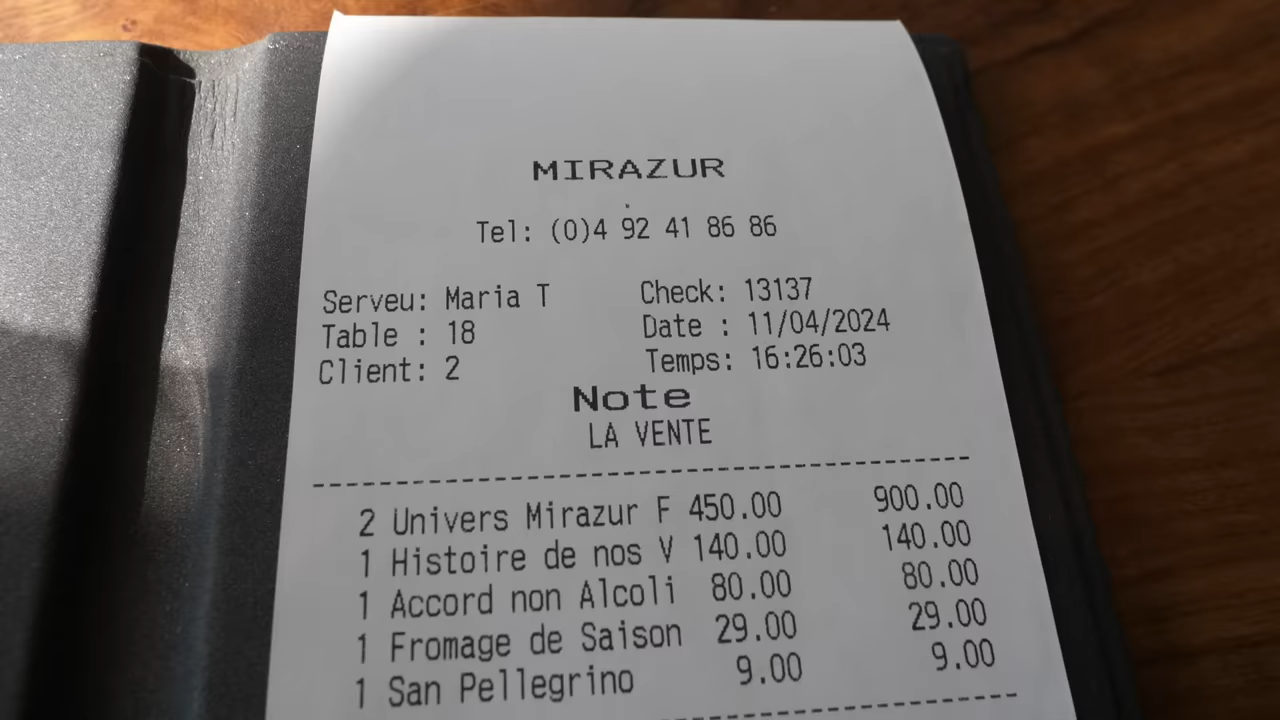 MIRAZUR
Tel: (0)4 92 41 86 86
Serveu: Maria T Check: 13137
Table : 18 Date : 11/04/2024
Client: 2 Temps: 16:26:03
Note
LA VENTE
2 Univers Mirazur F 450.00 900.00
1 Histoire de nos V 140.00 140.00
1 Accord non Alcoli 80.00 80.00
1 Fromage de Saison 29.00 29.00
1 San Pellegrino 9.00 9.00